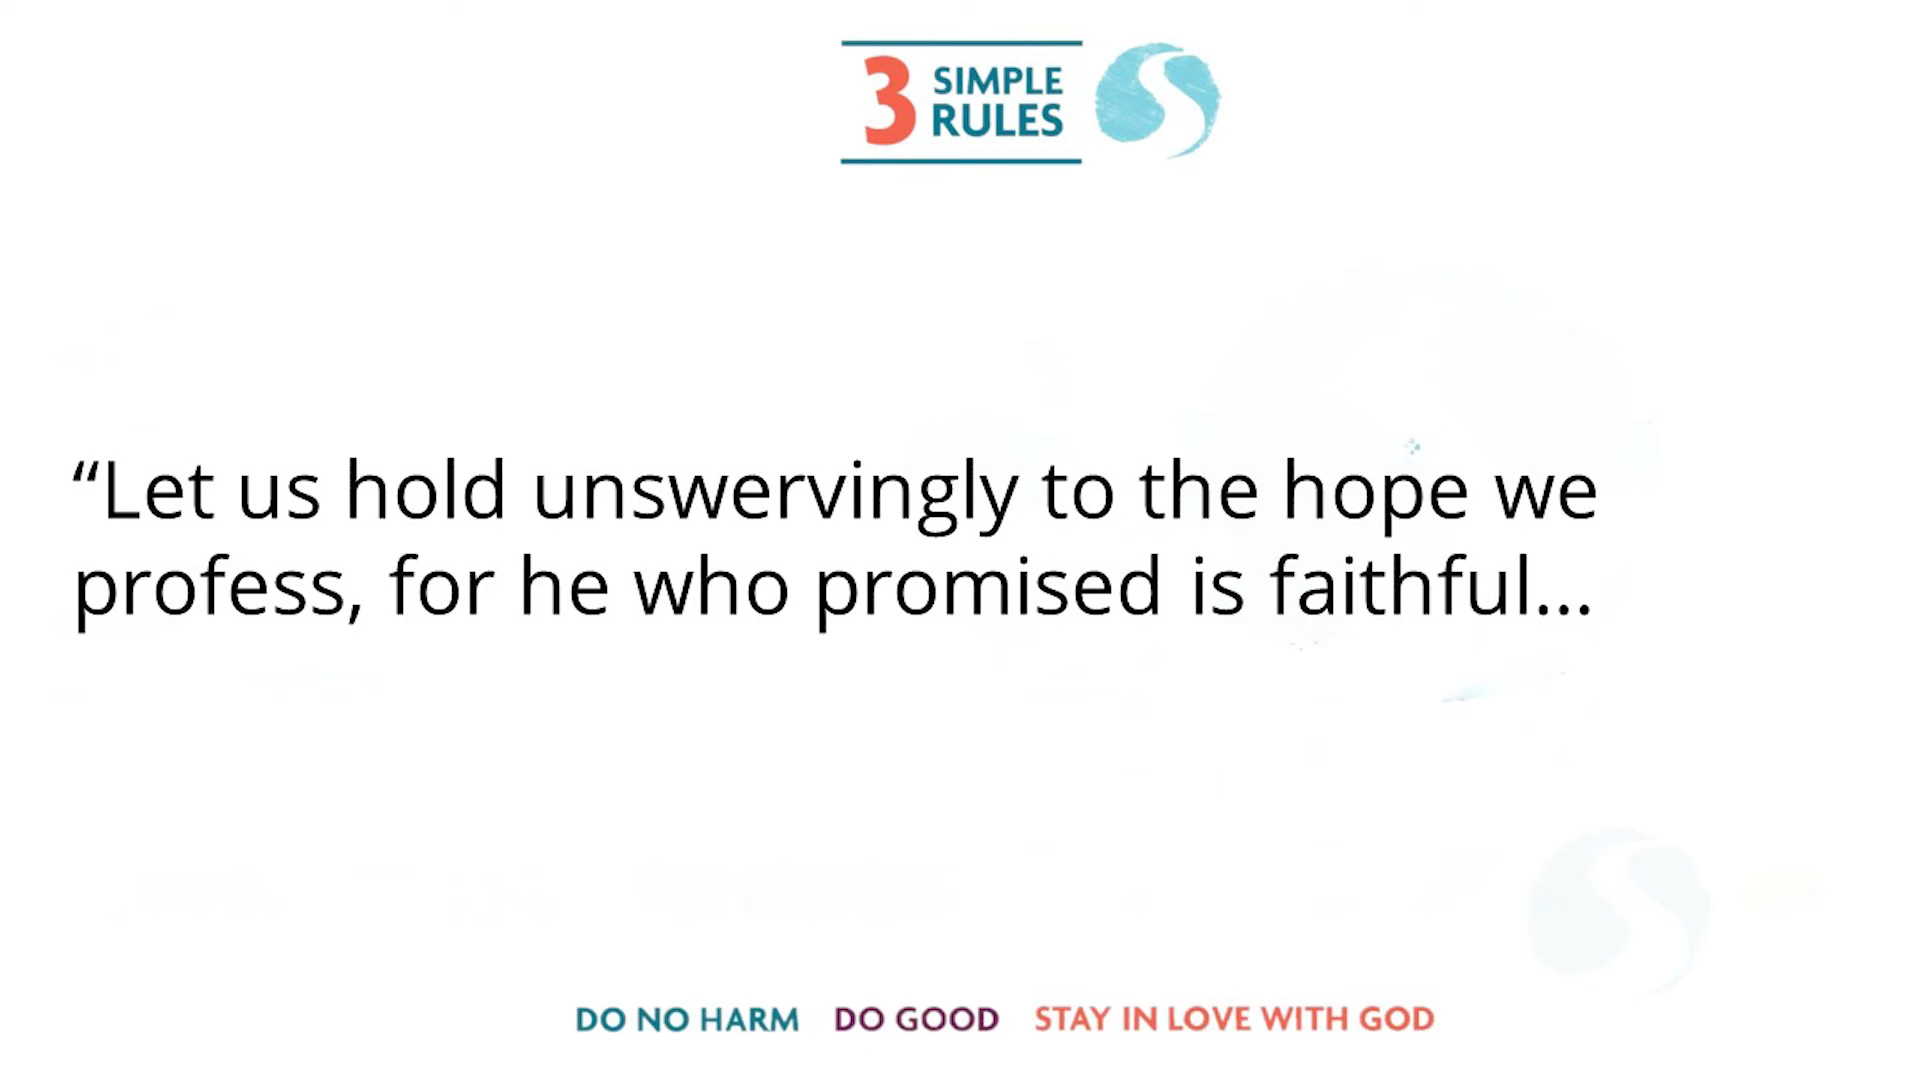 3 SIMPLE
RULES
“Let us hold unswervingly to the hope we
profess, for he who promised is faithful...
DO NO HARM DO GOOD STAY IN LOVE WITH GOD